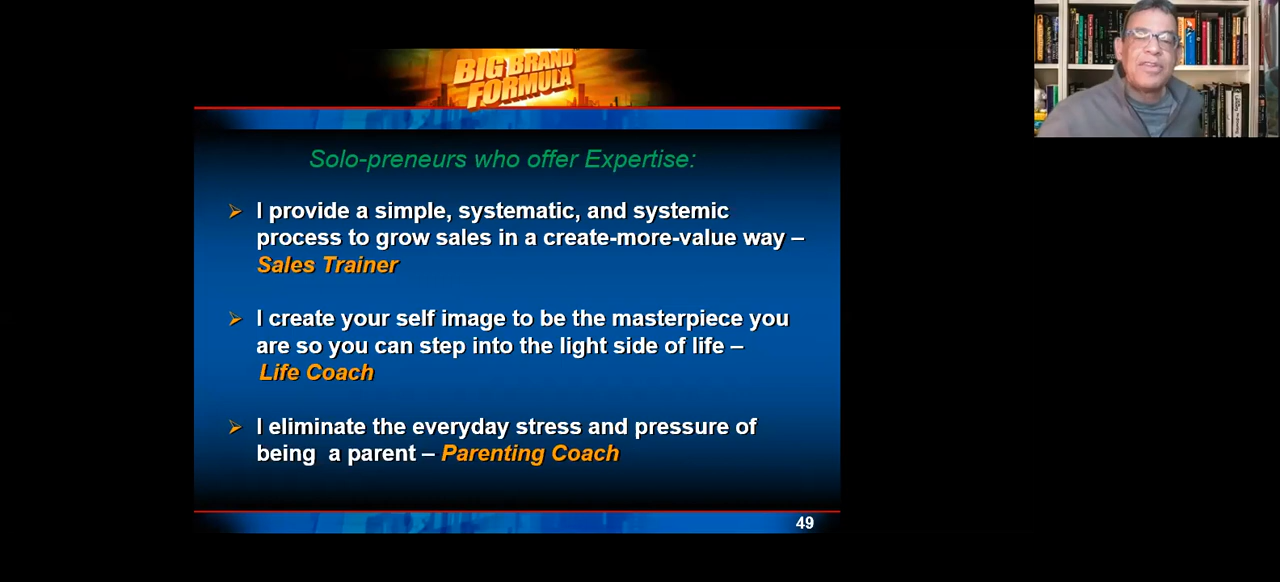 BIG BRAND
FORMULA
Solo-preneurs who offer Expertise:
➢ I provide a simple, systematic, and systemic
process to grow sales in a create-more-value way –
Sales Trainer
➢ I create your self image to be the masterpiece you
are so you can step into the light side of life –
Life Coach
➢ I eliminate the everyday stress and pressure of
being a parent – Parenting Coach
49